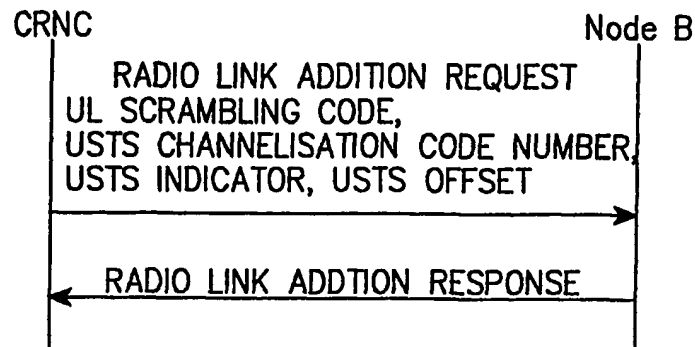 CRNC
Node B
RADIO LINK ADDITION REQUEST
UL SCRAMBLING CODE,
USTS CHANNELISATION CODE NUMBER,
USTS INDICATOR, USTS OFFSET
RADIO LINK ADDTION RESPONSE